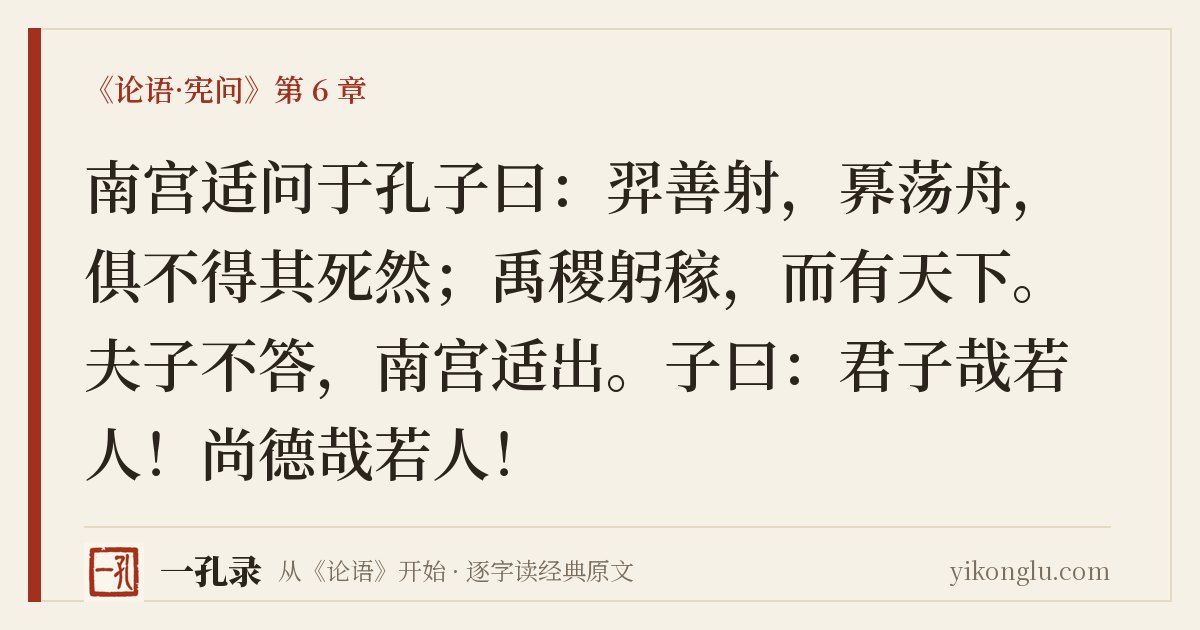 《论语·宪问》第 6 章
南宫适问于孔子曰：羿善射，奡荡舟，
俱不得其死然；禹稷躬稼，而有天下。
夫子不答，南宫适出。子曰：君子哉若
人！尚德哉若人！
一孔
一孔录 从《论语》开始 · 逐字读经典原文 yikonglu.com